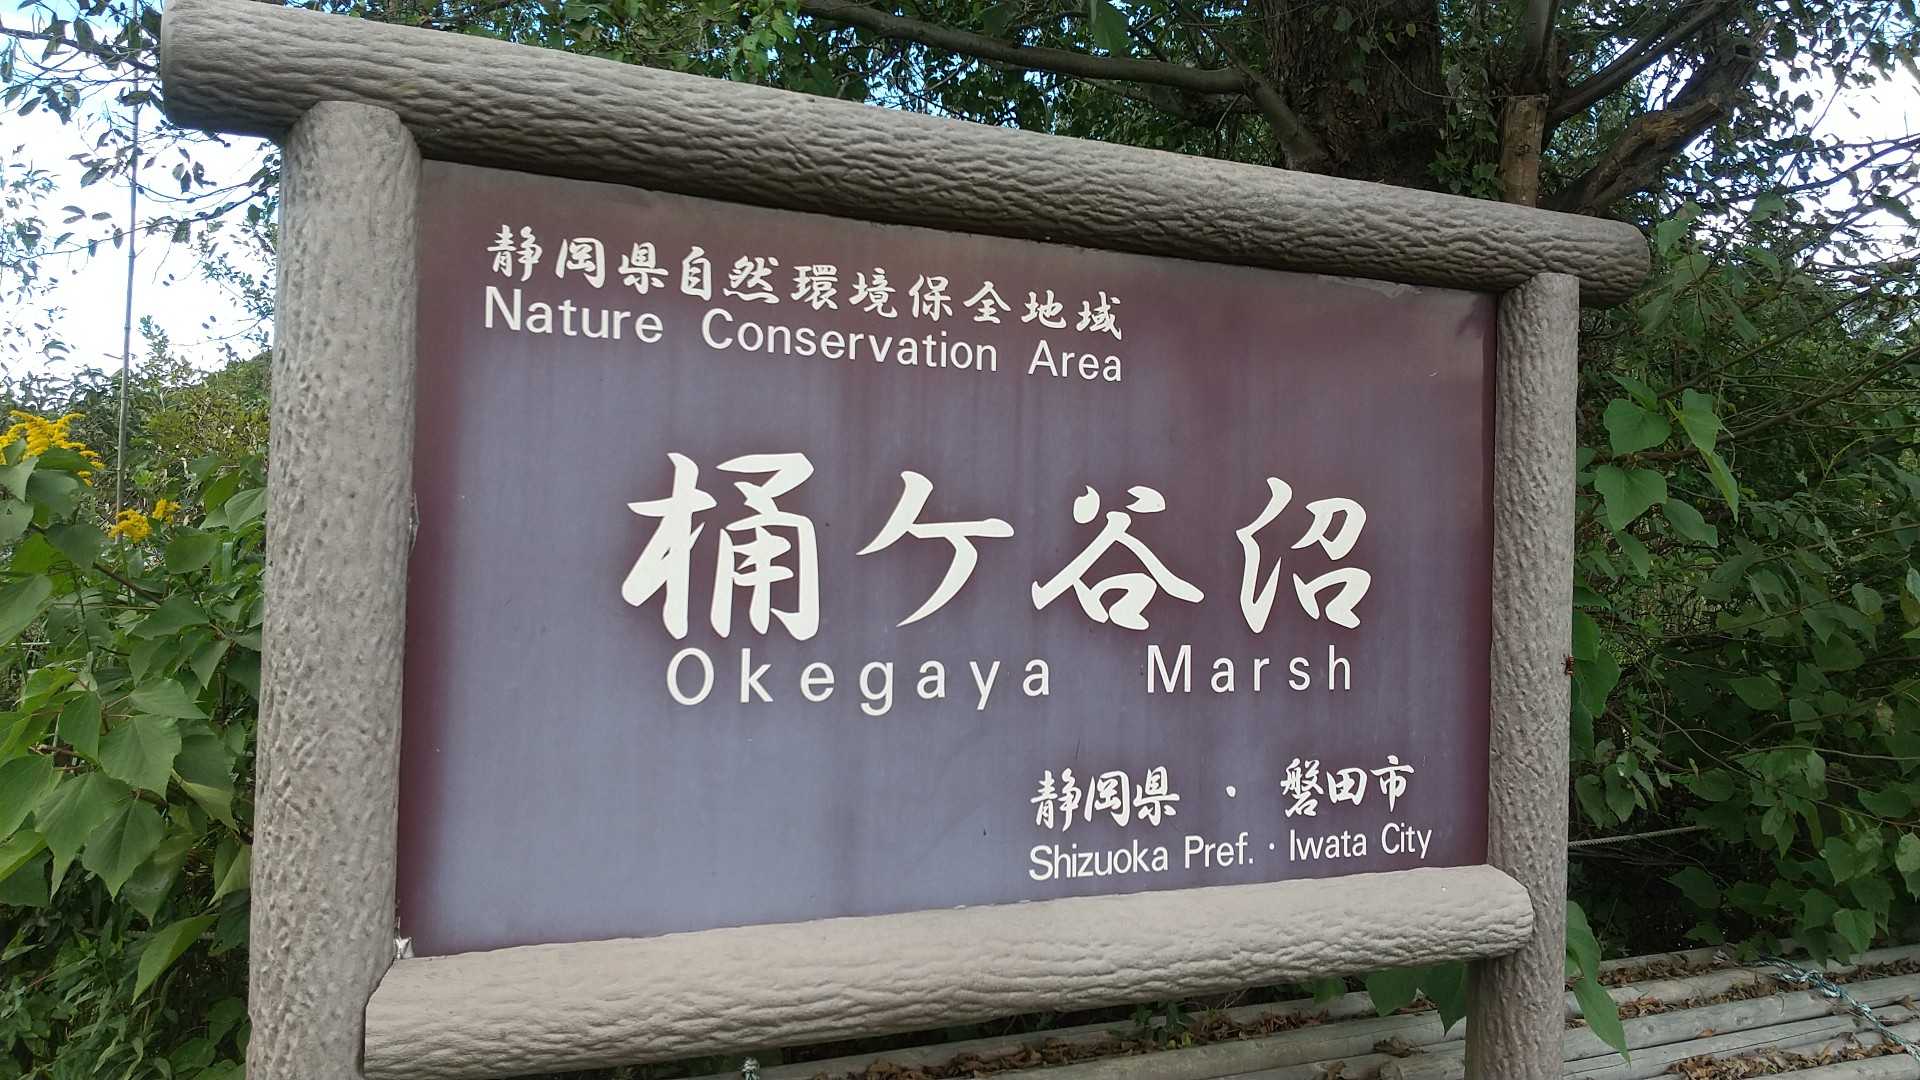 静岡県自然環境保全地域
Nature Conservation Area
桶ケ谷沼
Okegaya Marsh
静岡県・磐田市
Shizuoka Pref.・Iwata City